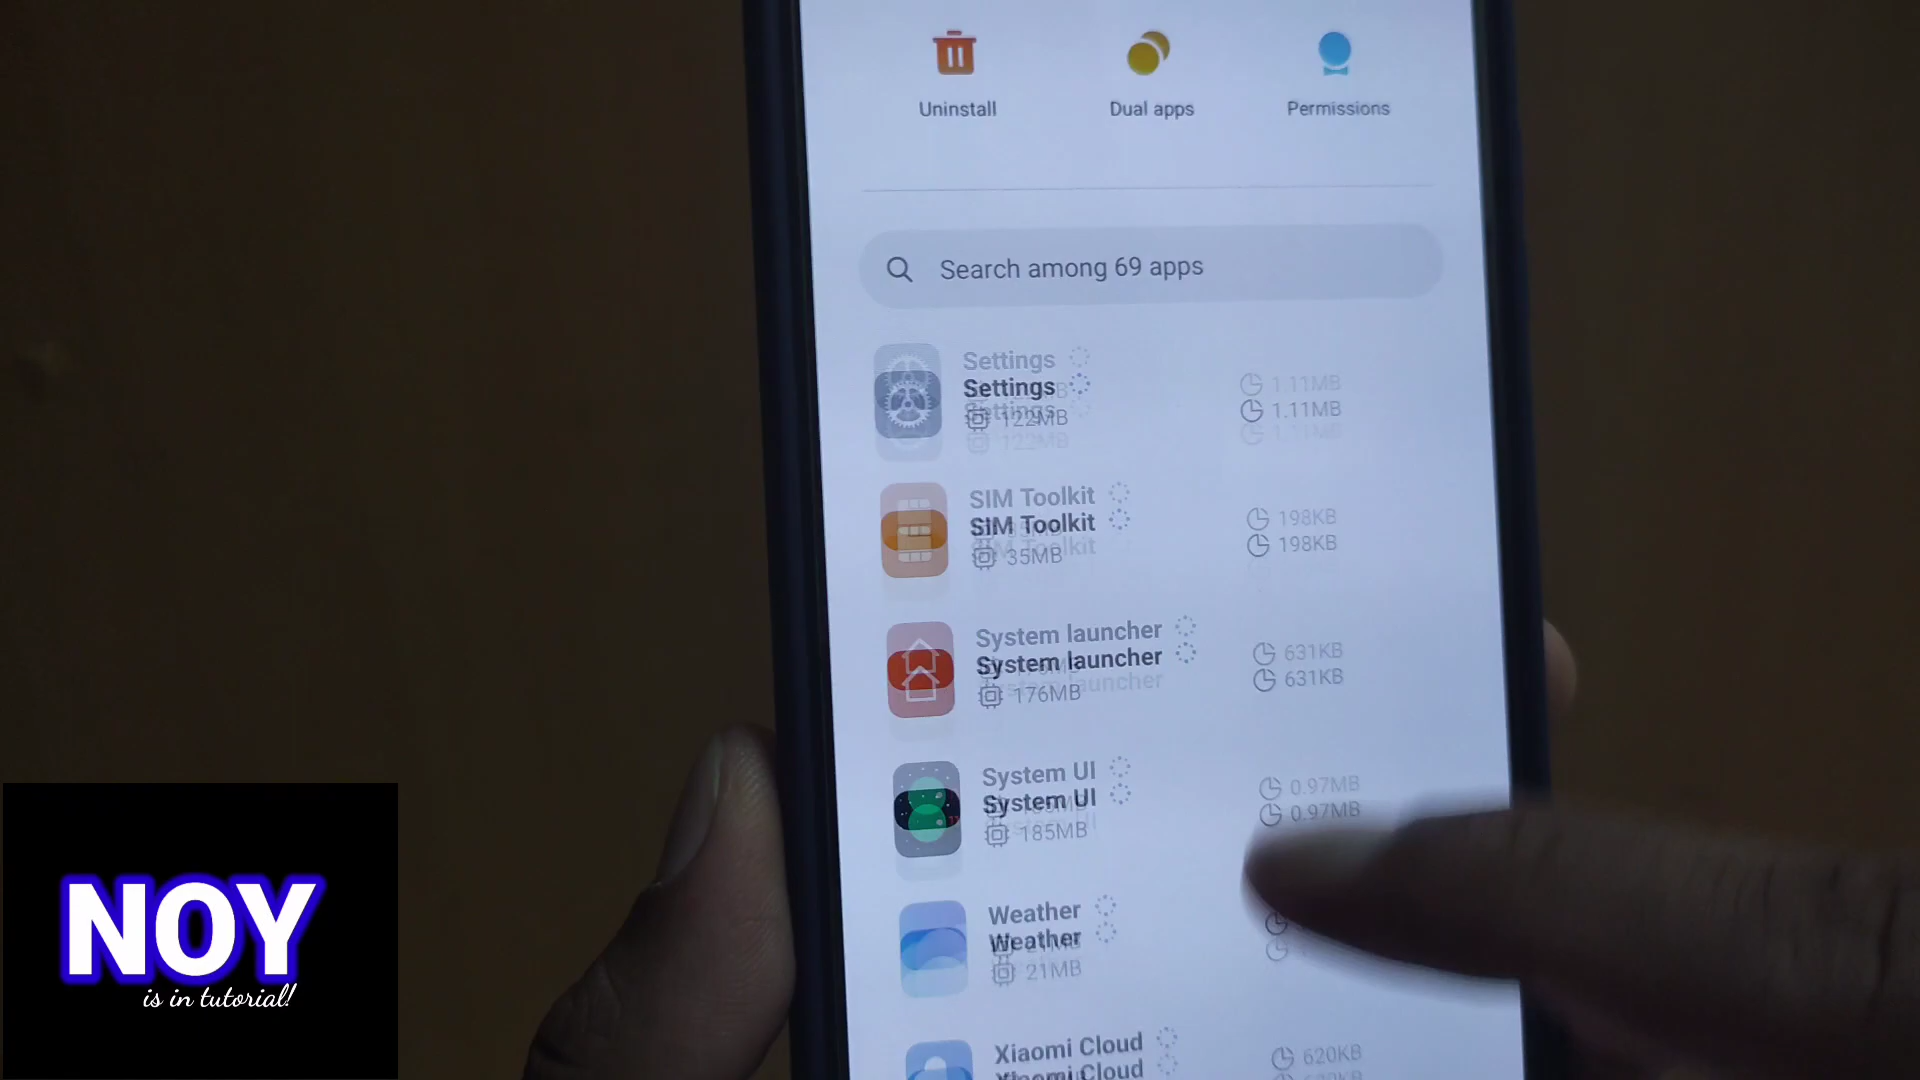 Uninstall
Dual apps
Permissions
Search among 69 apps
Settings
122MB
1.11MB
SIM Toolkit
35MB
198KB
System launcher
176MB
631KB
System UI
185MB
0.97MB
Weather
21MB
Xiaomi Cloud
620KB
NOY
is in tutorial!